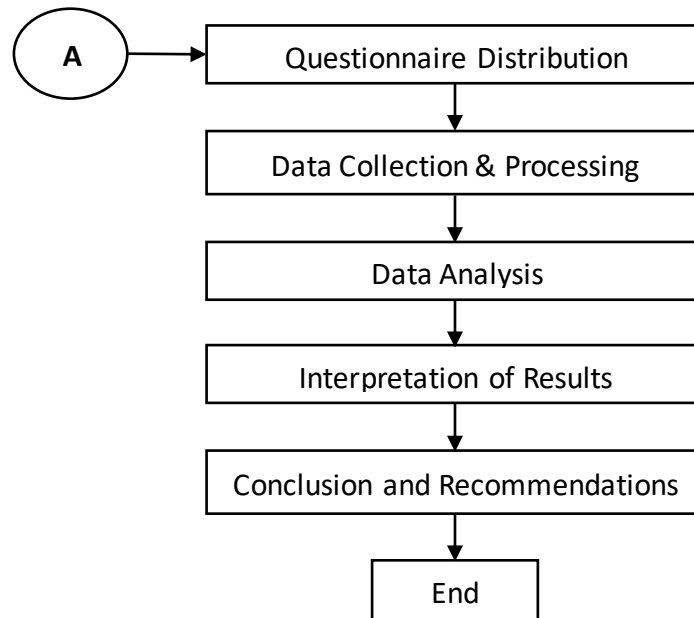 A
Questionnaire Distribution
Data Collection & Processing
Data Analysis
Interpretation of Results
Conclusion and Recommendations
End